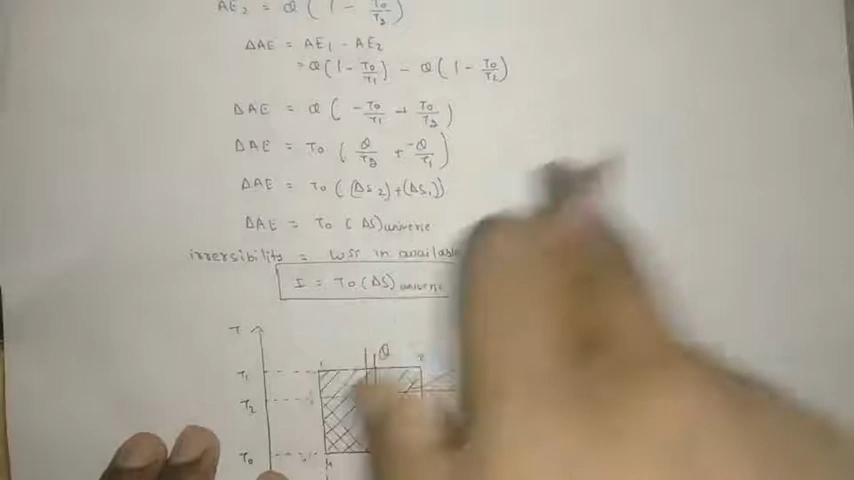 AE₂ = Q ( 1 - T₀/T₂ )
ΔAE = AE₁ - AE₂
= Q ( 1 - T₀/T₁ ) - Q ( 1 - T₀/T₂ )
ΔAE = Q ( -T₀/T₁ + T₀/T₂ )
ΔAE = T₀ ( Q/T₂ + -Q/T₁ )
ΔAE = T₀ ( (Δs₂) + (Δs₁) )
ΔAE = T₀ ( ΔS ) universe
irrersibility = loss in available
I = T₀ ( ΔS ) universe
T
Q
1 2
T₁
T₂
T₀
4